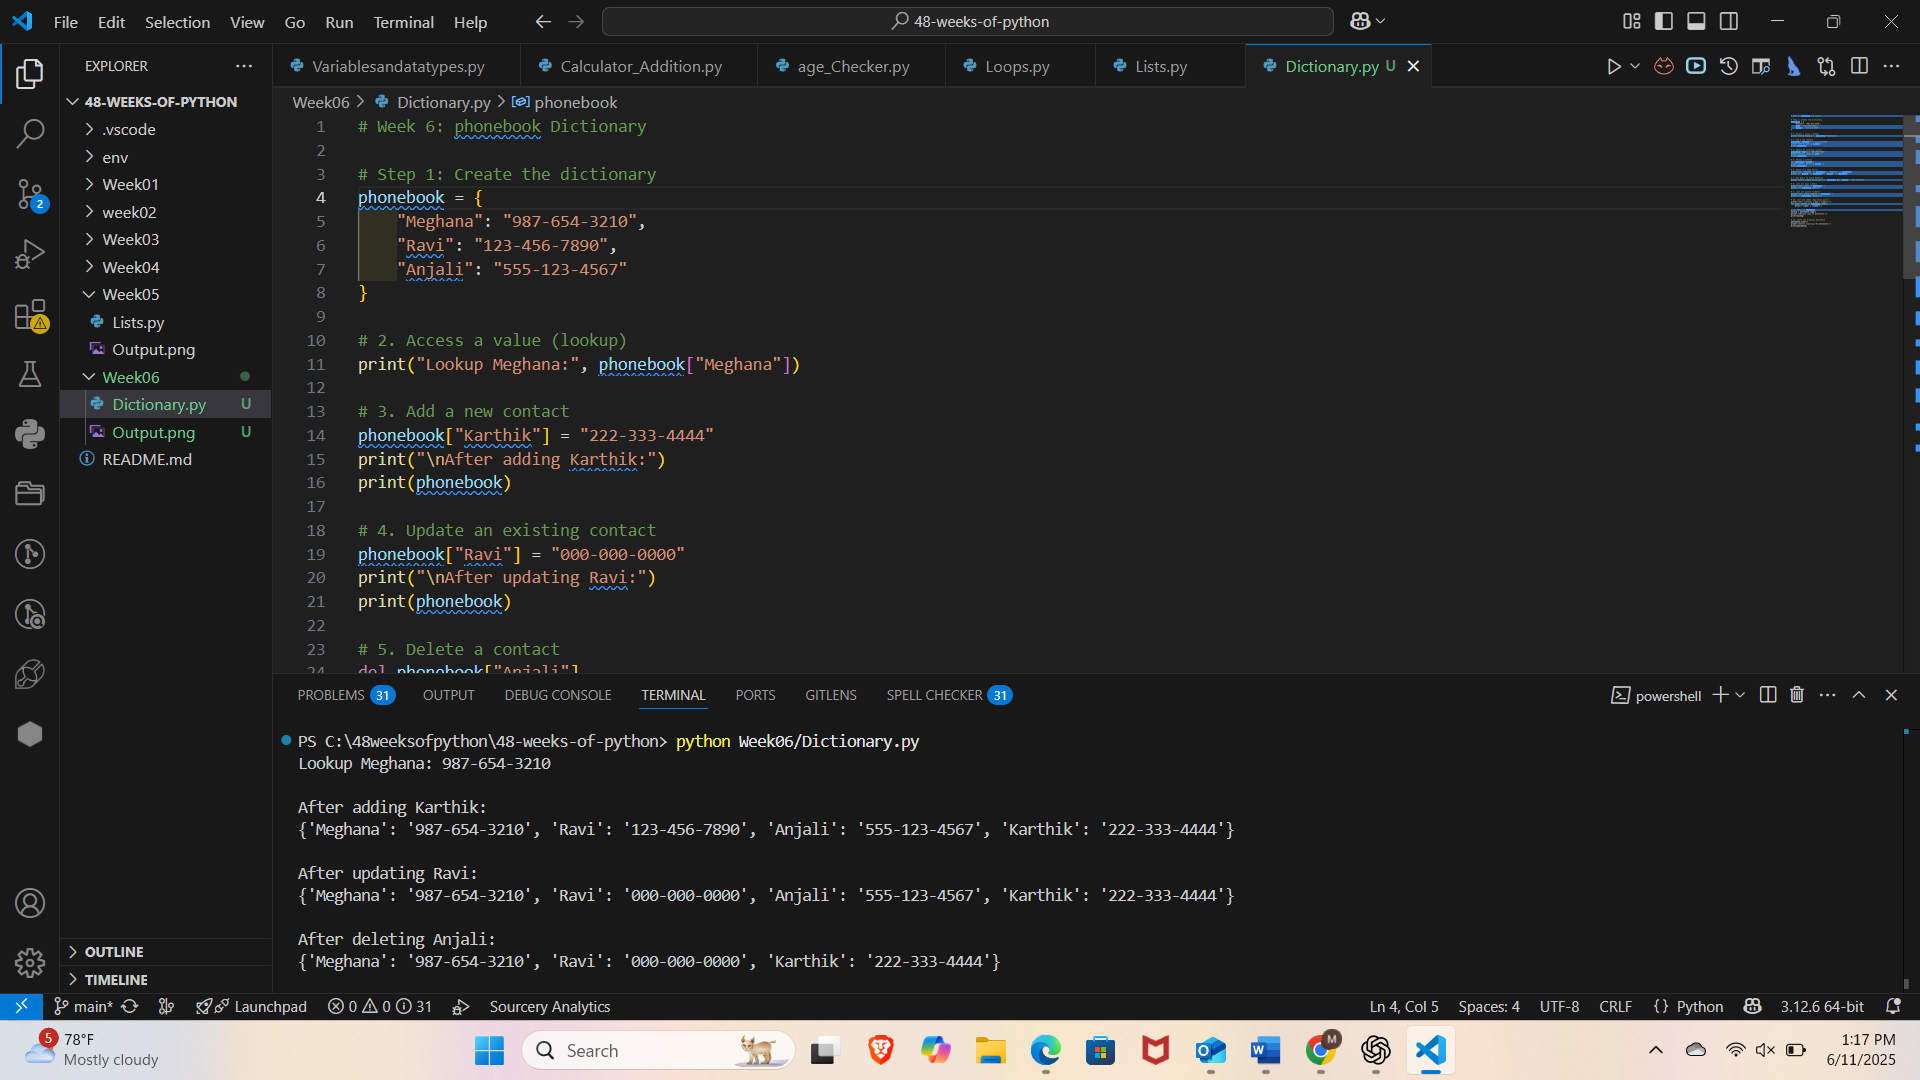 File Edit Selection View Go Run Terminal Help
48-weeks-of-python
EXPLORER
48-WEEKS-OF-PYTHON
.vscode
env
Week01
week02
Week03
Week04
Week05
Lists.py
Output.png
Week06
Dictionary.py U
Output.png U
README.md
OUTLINE
TIMELINE
2
Variablesandatatypes.py Calculator_Addition.py age_Checker.py Loops.py Lists.py Dictionary.py U
Week06 > Dictionary.py > phonebook
1 # Week 6: phonebook Dictionary
2
3 # Step 1: Create the dictionary
4 phonebook = {
5 "Meghana": "987-654-3210",
6 "Ravi": "123-456-7890",
7 "Anjali": "555-123-4567"
8 }
9
10 # 2. Access a value (lookup)
11 print("Lookup Meghana:", phonebook["Meghana"])
12
13 # 3. Add a new contact
14 phonebook["Karthik"] = "222-333-4444"
15 print("\nAfter adding Karthik:")
16 print(phonebook)
17
18 # 4. Update an existing contact
19 phonebook["Ravi"] = "000-000-0000"
20 print("\nAfter updating Ravi:")
21 print(phonebook)
22
23 # 5. Delete a contact
24 del phonebook["Anjali"]
PROBLEMS 31 OUTPUT DEBUG CONSOLE TERMINAL PORTS GITLENS SPELL CHECKER 31 powershell
PS C:\48weeksofpython\48-weeks-of-python> python Week06/Dictionary.py
Lookup Meghana: 987-654-3210
After adding Karthik:
{'Meghana': '987-654-3210', 'Ravi': '123-456-7890', 'Anjali': '555-123-4567', 'Karthik': '222-333-4444'}
After updating Ravi:
{'Meghana': '987-654-3210', 'Ravi': '000-000-0000', 'Anjali': '555-123-4567', 'Karthik': '222-333-4444'}
After deleting Anjali:
{'Meghana': '987-654-3210', 'Ravi': '000-000-0000', 'Karthik': '222-333-4444'}
main* Launchpad 0 0 31 Sourcery Analytics Ln 4, Col 5 Spaces: 4 UTF-8 CRLF {} Python 3.12.6 64-bit
5 78°F
Mostly cloudy
Search
M
1:17 PM
6/11/2025